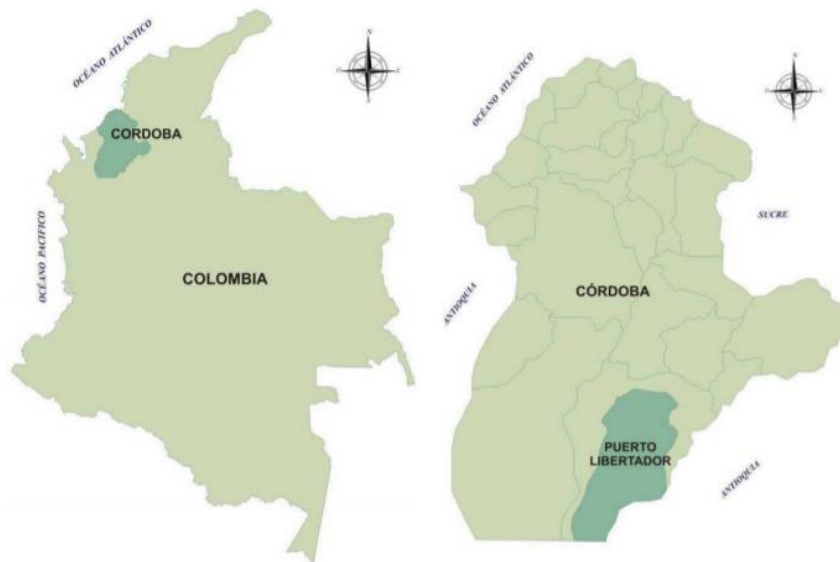 OCÉANO ATLÁNTICO
N
O
E
S
CORDOBA
OCÉANO PACIFICO
COLOMBIA
OCÉANO ATLÁNTICO
N
O
E
S
SUCRE
ANTIOQUIA
CÓRDOBA
PUERTO
LIBERTADOR
ANTIOQUIA